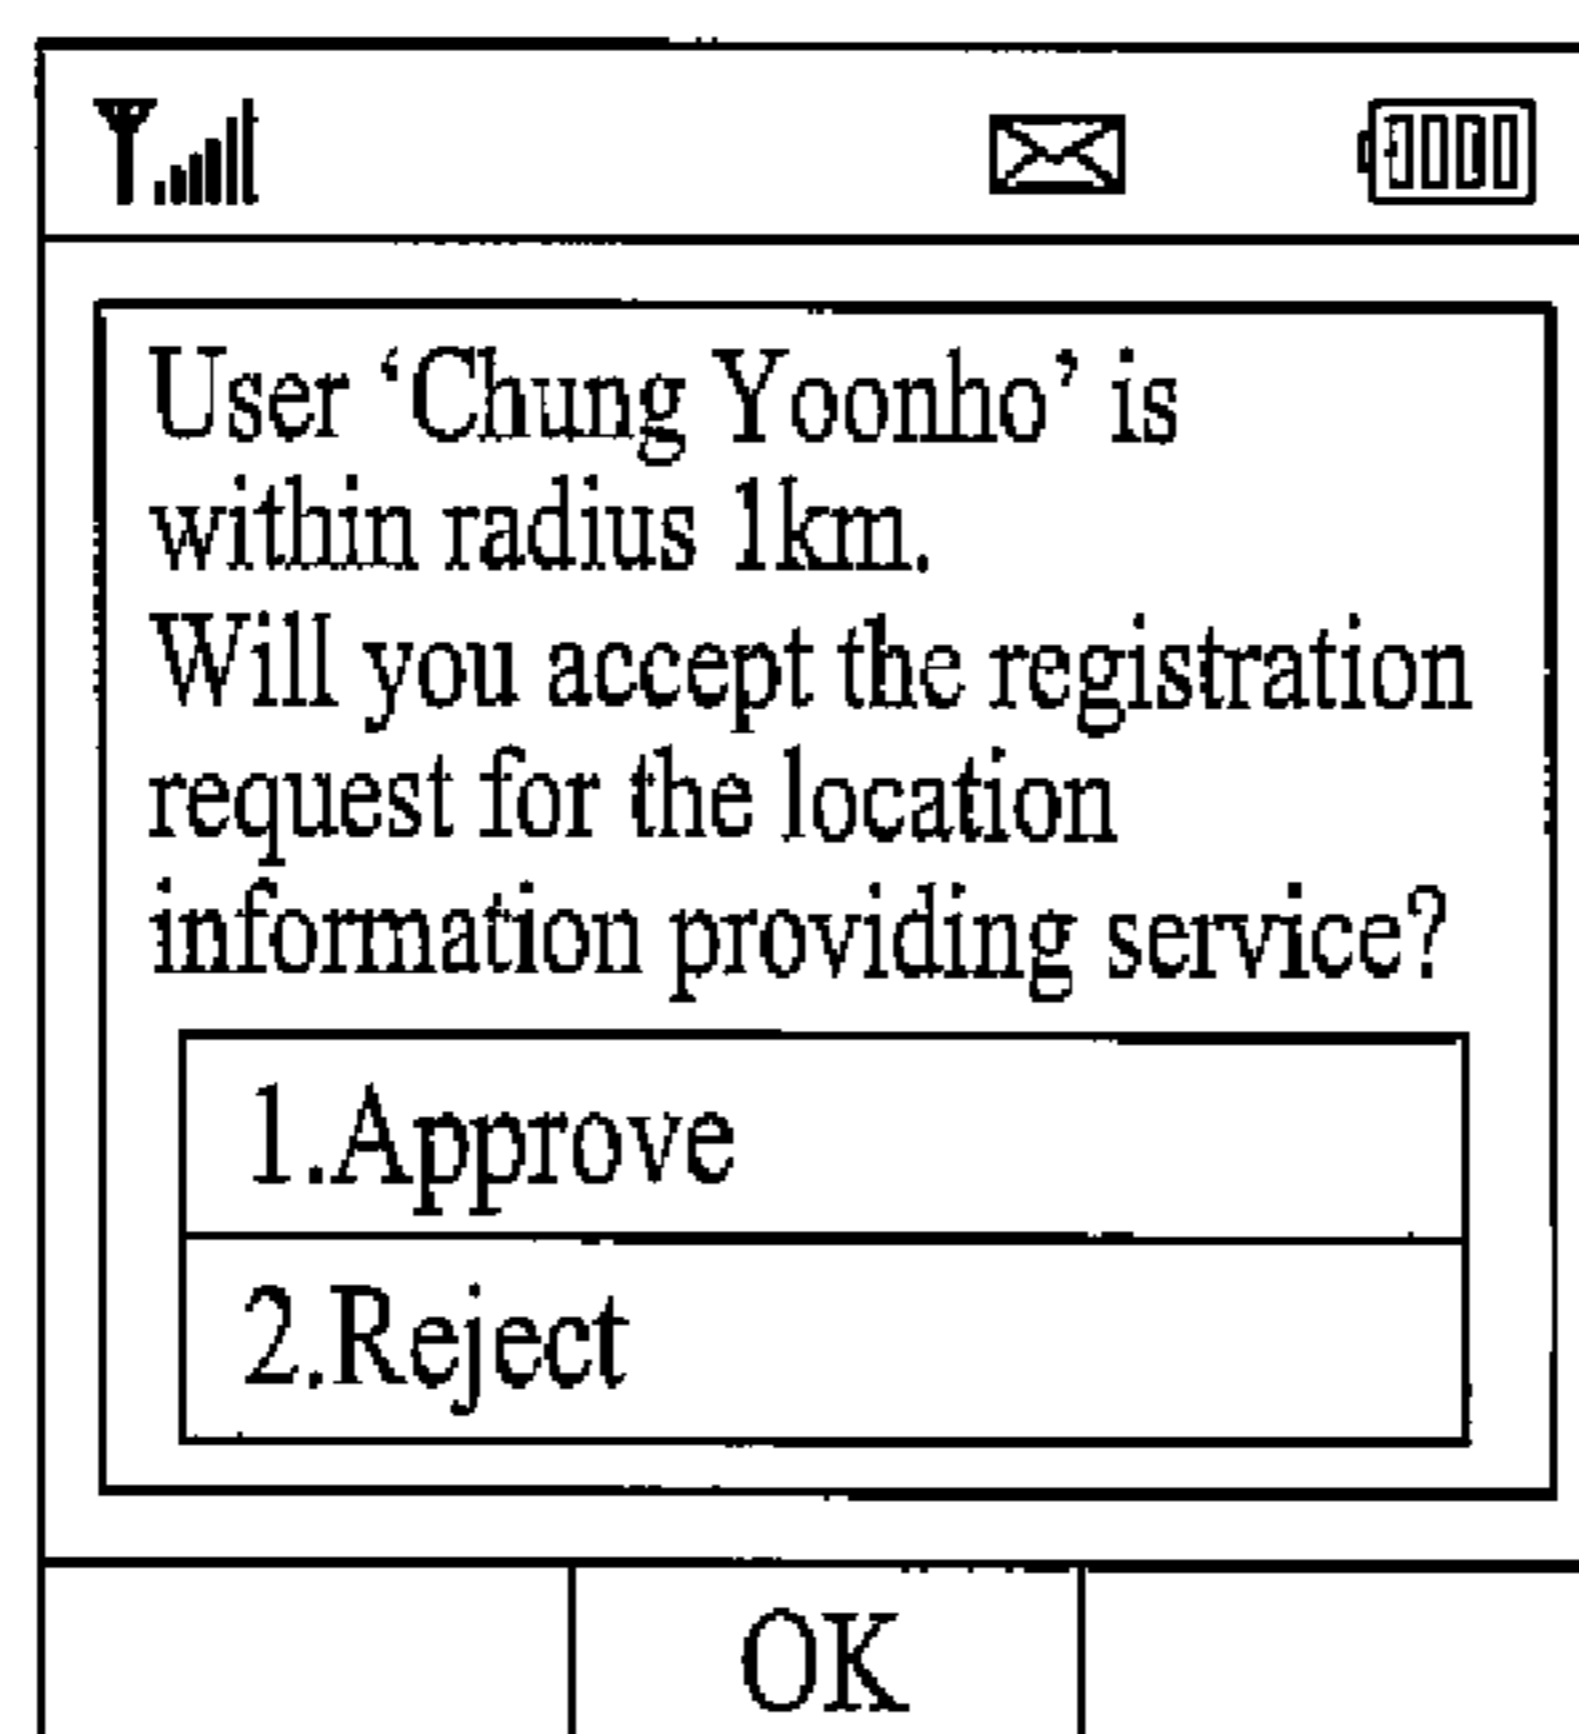 User ‘Chung Yoonho’ is
within radius 1km.
Will you accept the registration
request for the location
information providing service?
1.Approve
2.Reject
OK